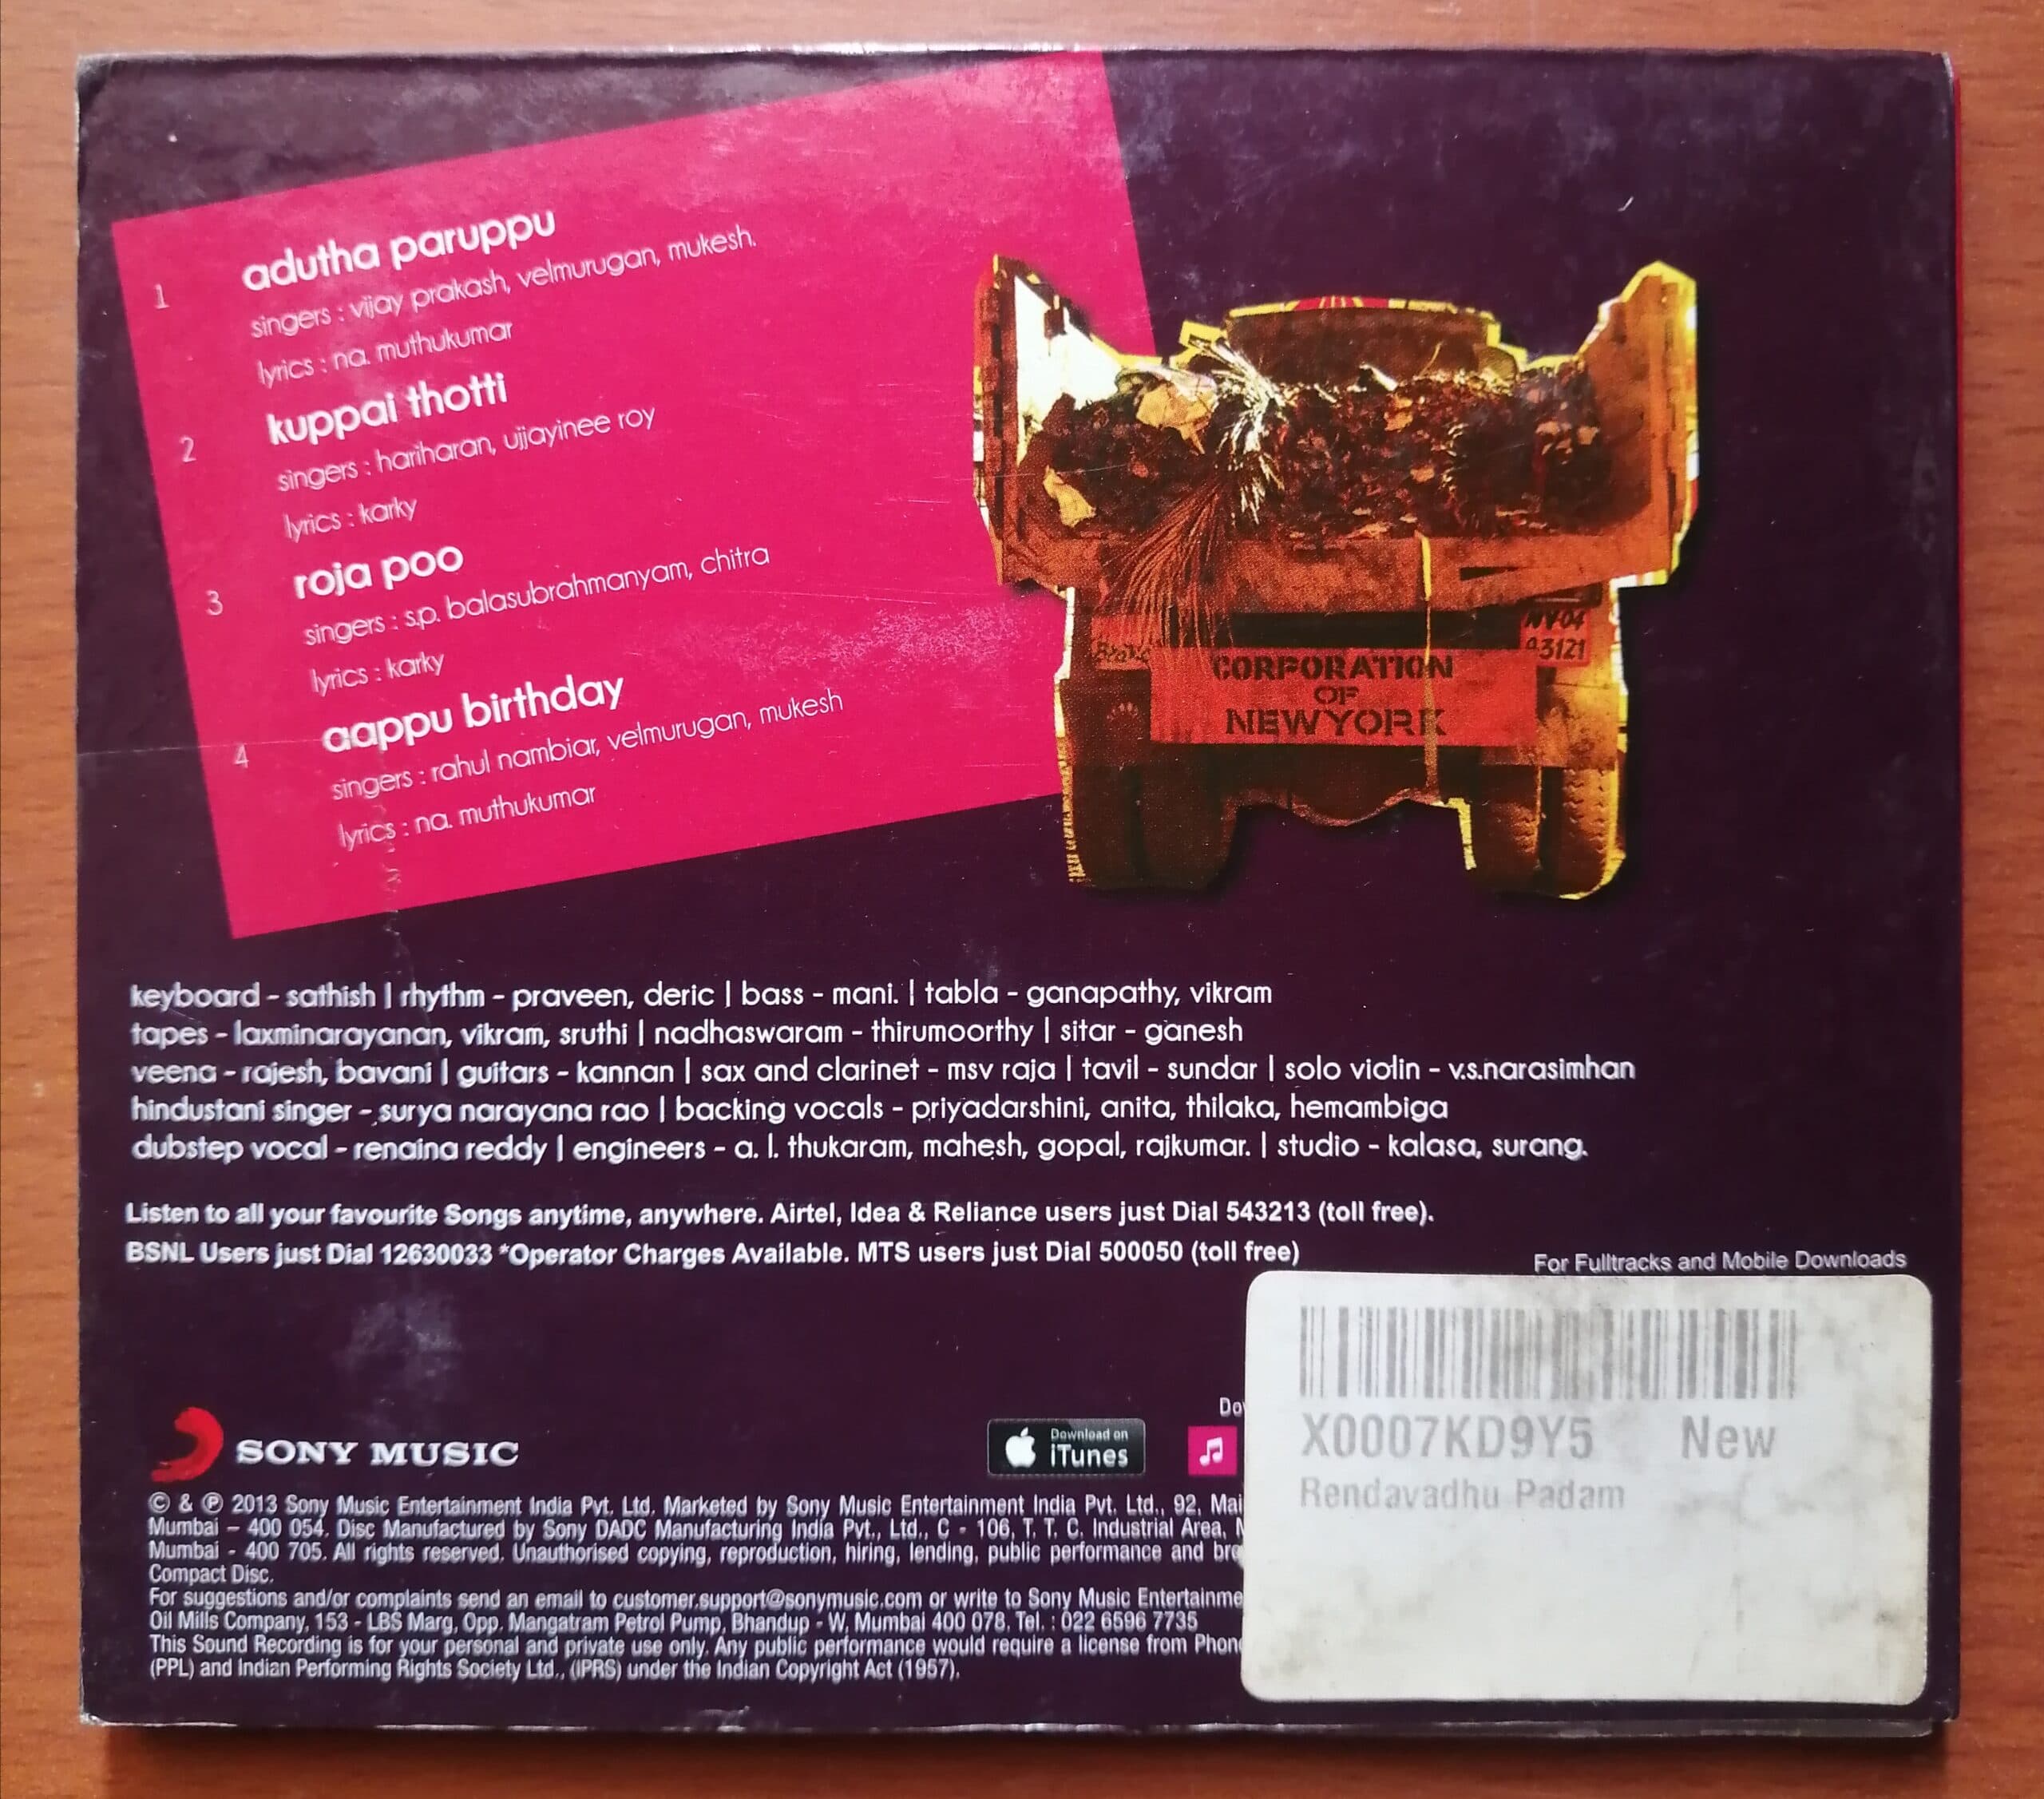 1
adutha paruppu
singers : vijay prakash, velmurugan, mukesh.
lyrics : na. muthukumar
2
kuppai thotti
singers : hariharan, ujjayinee roy
lyrics : karky
3
roja poo
singers : s.p. balasubrahmanyam, chitra
lyrics : karky
4
aappu birthday
singers : rahul nambiar, velmurugan, mukesh
lyrics : na. muthukumar
NY04
93121
CORPORATION
OF
NEWYORK
keyboard - sathish | rhythm - praveen, deric | bass - mani. | tabla - ganapathy, vikram
tapes - laxminarayanan, vikram, sruthi | nadhaswaram - thirumoorthy | sitar - ganesh
veena - rajesh, bavani | guitars - kannan | sax and clarinet - msv raja | tavil - sundar | solo violin - v.s.narasimhan
hindustani singer - surya narayana rao | backing vocals - priyadarshini, anita, thilaka, hemambiga
dubstep vocal - renaina reddy | engineers - a. l. thukaram, mahesh, gopal, rajkumar. | studio - kalasa, surang.
Listen to all your favourite Songs anytime, anywhere. Airtel, Idea & Reliance users just Dial 543213 (toll free).
BSNL Users just Dial 12630033 *Operator Charges Available. MTS users just Dial 500050 (toll free)
For Fulltracks and Mobile Downloads
SONY MUSIC
Download on
iTunes
X0007KD9Y5 New
Rendavadhu Padam
© & ℗ 2013 Sony Music Entertainment India Pvt. Ltd. Marketed by Sony Music Entertainment India Pvt. Ltd., 92,
Mumbai – 400 054. Disc Manufactured by Sony DADC Manufacturing India Pvt., Ltd., C - 106, T. T. C. Industrial Area,
Mumbai - 400 705. All rights reserved. Unauthorised copying, reproduction, hiring, lending, public performance and
Compact Disc.
For suggestions and/or complaints send an email to customer.support@sonymusic.com or write to Sony Music
Oil Mills Company, 153 - LBS Marg, Opp. Mangatram Petrol Pump, Bhandup - W, Mumbai 400 078, Tel. : 022 6596 7735
This Sound Recording is for your personal and private use only. Any public performance would require a license from
(PPL) and Indian Performing Rights Society Ltd., (IPRS) under the Indian Copyright Act (1957).